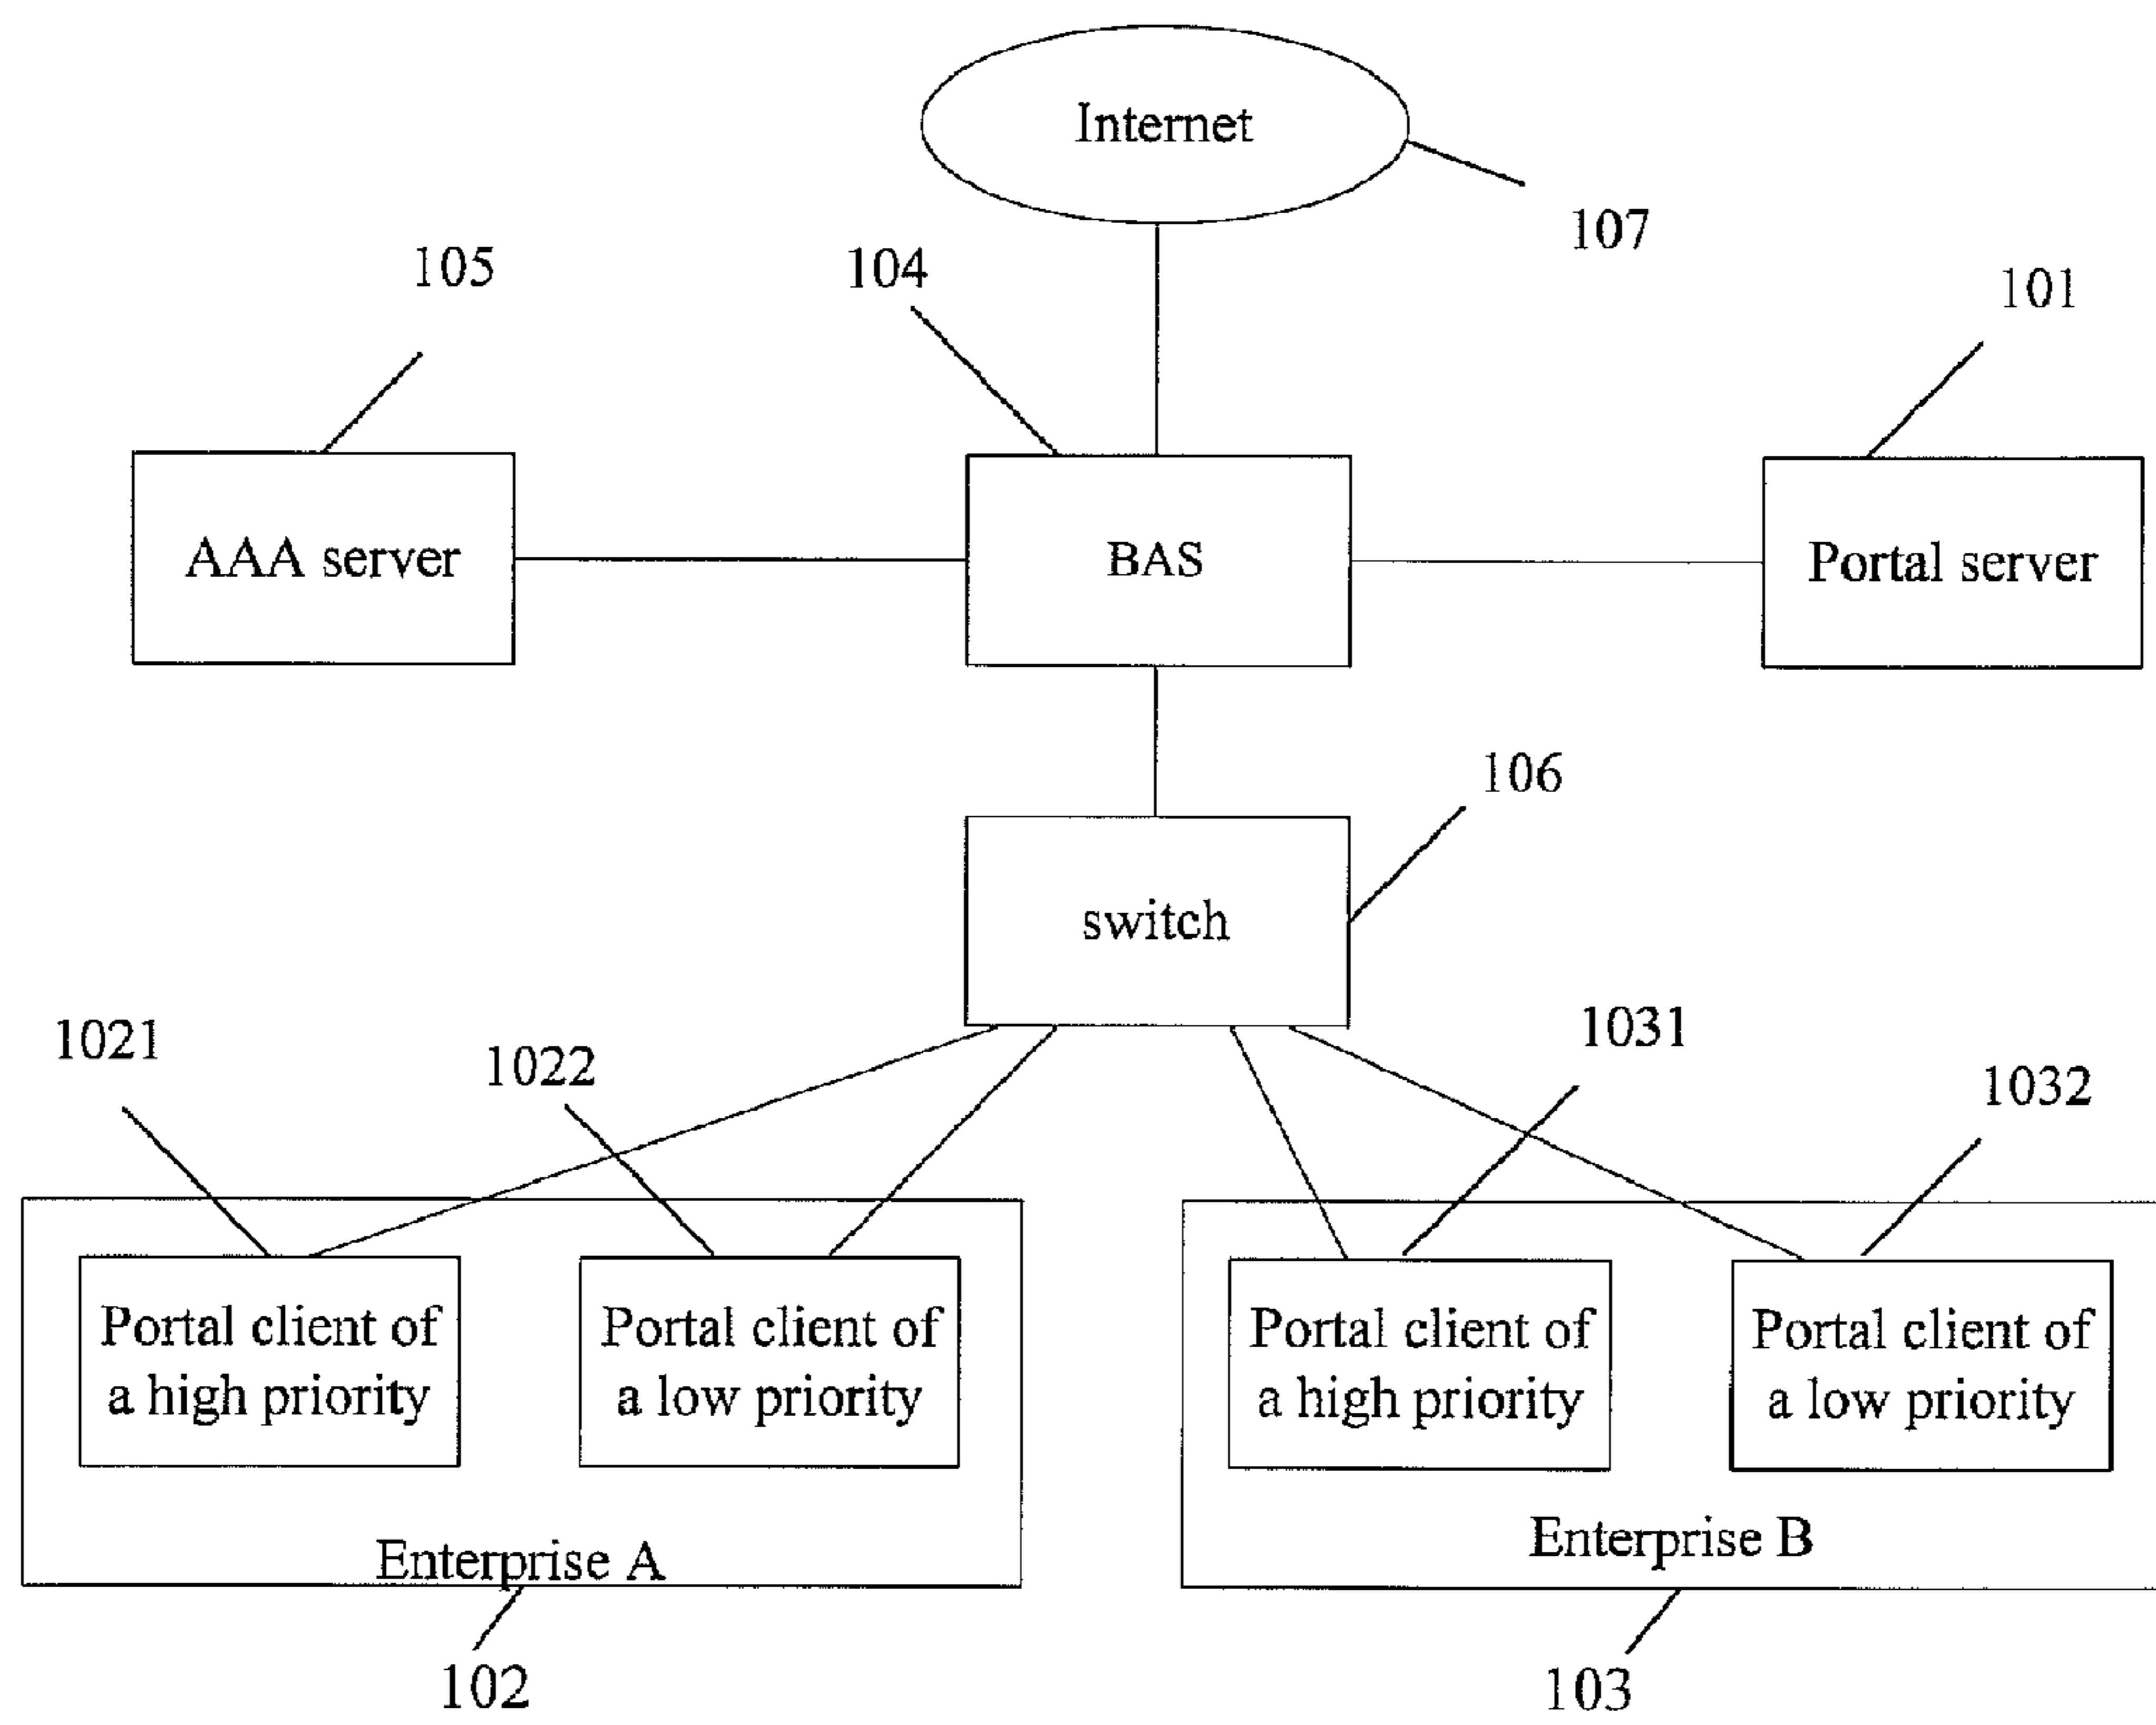 Internet
107
105
104
101
AAA server
BAS
Portal server
106
switch
1021
1022
1031
1032
Portal client of
a high priority
Portal client of
a low priority
Portal client of
a high priority
Portal client of
a low priority
Enterprise A
Enterprise B
102
103